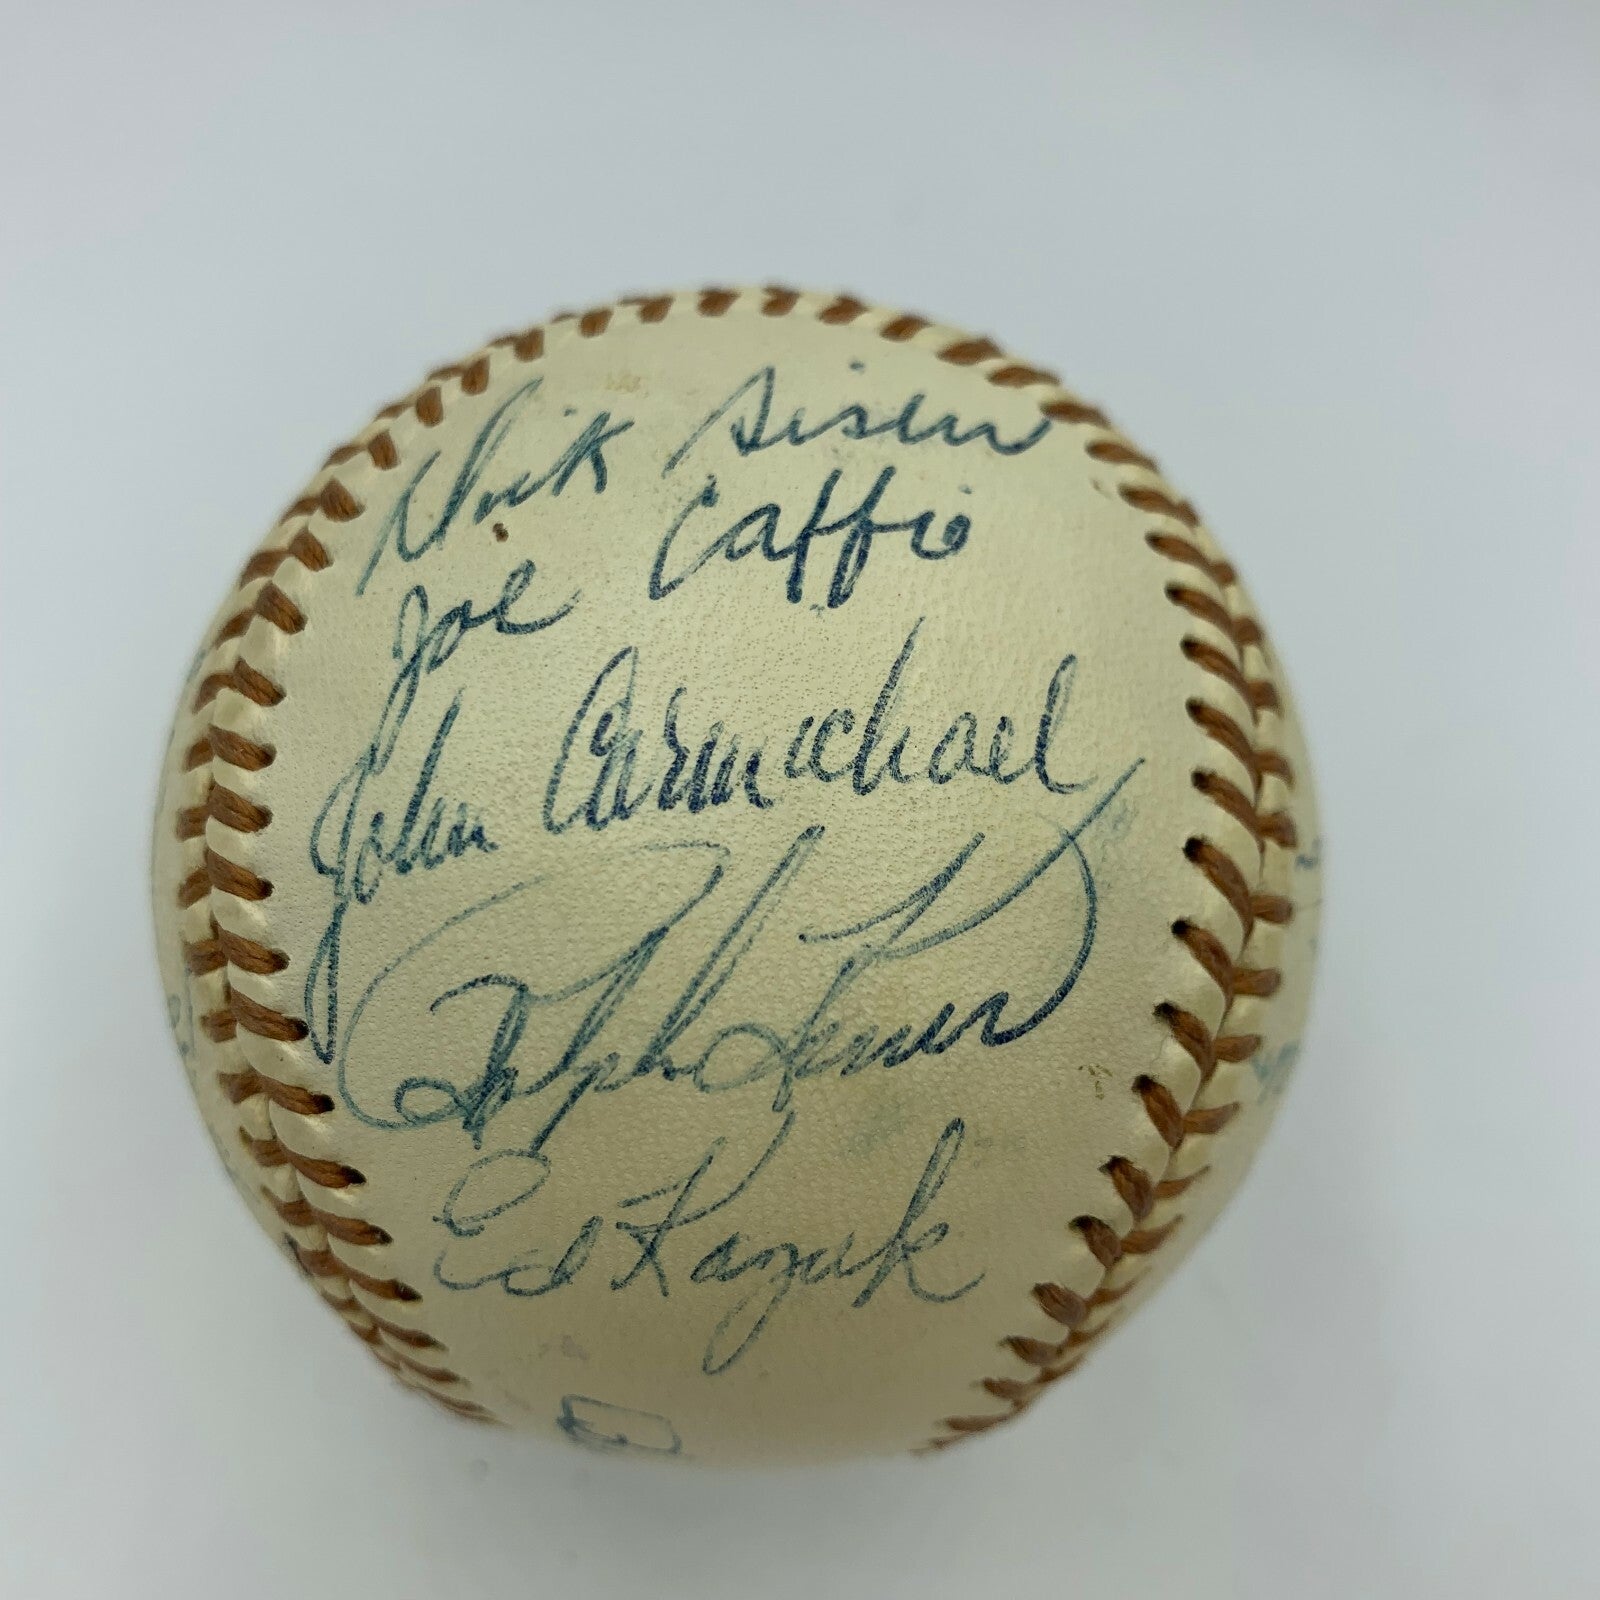 Dick Sisler
Joe Caffie
John Carmichael
Ralph Kiner
Ed Kazak